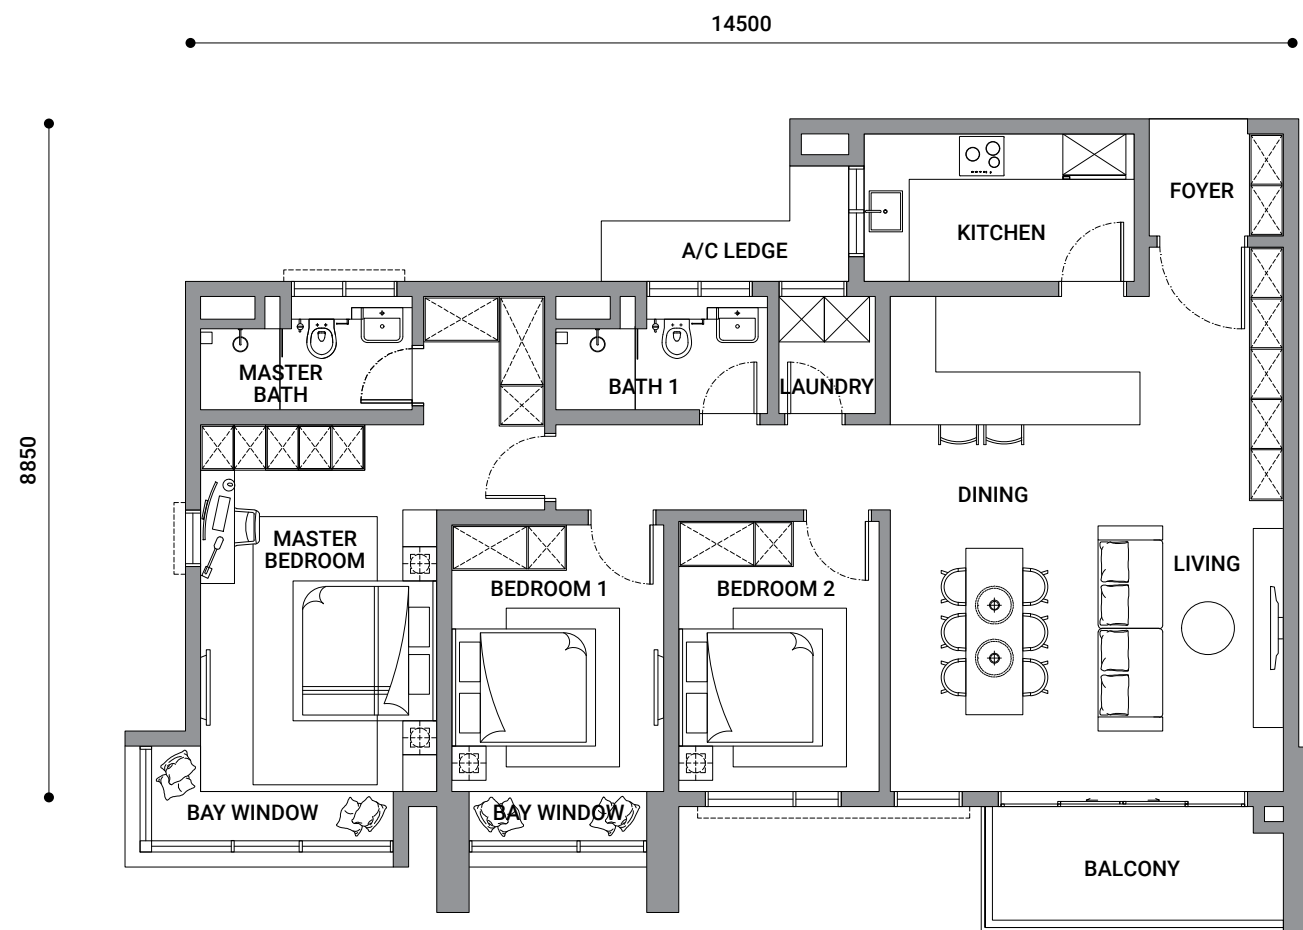 14500
8850
FOYER
KITCHEN
A/C LEDGE
MASTER
BATH
BATH 1
LAUNDRY
DINING
MASTER
BEDROOM
BEDROOM 1
BEDROOM 2
LIVING
BAY WINDOW
BAY WINDOW
BALCONY